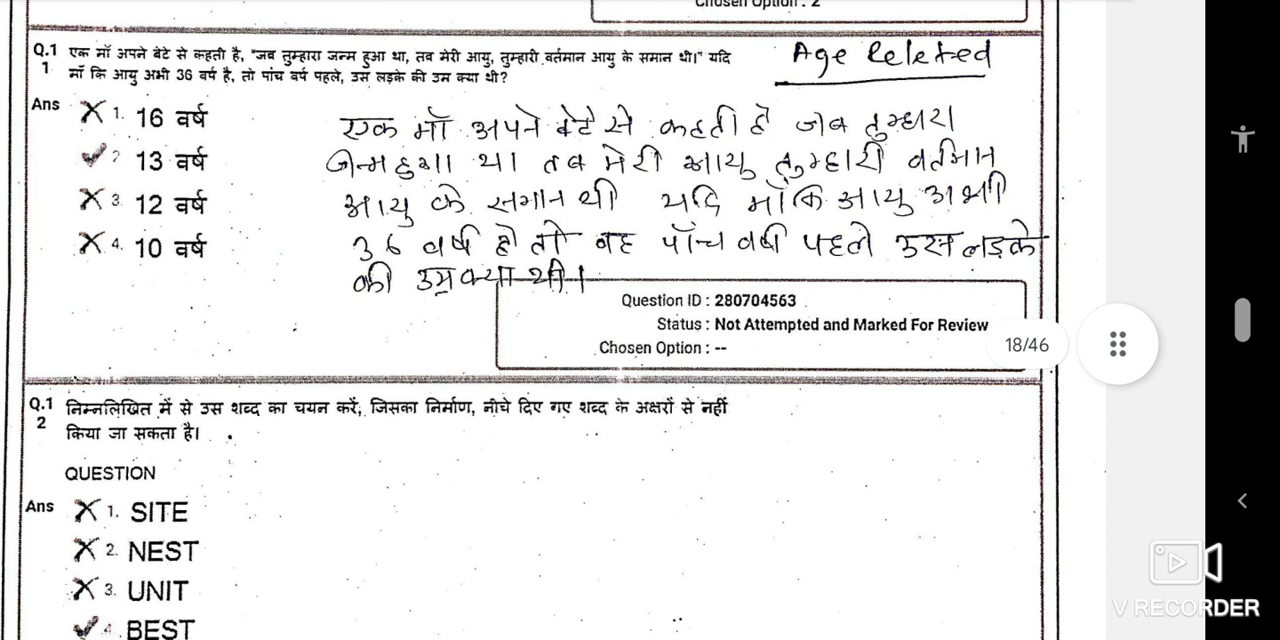 Chosen Option : 2
Q.1 एक माँ अपने बेटे से कहती है, "जब तुम्हारा जन्म हुआ था, तब मेरी आयु, तुम्हारी वर्तमान आयु के समान थी।" यदि
1 माँ कि आयु अभी 36 वर्ष है, तो पांच वर्ष पहले, उस लड़के की उम्र क्या थी?
Age Releted
Ans
1. 16 वर्ष
2. 13 वर्ष
3. 12 वर्ष
4. 10 वर्ष
एक माँ अपने बेटे से कहती है जब तुम्हारा
जन्म हुआ था तब मेरी आयु तुम्हारी वर्तमान
आयु के समान थी यदि माँ कि आयु अभी
36 वर्ष हो तो वह पाँच वर्ष पहले उस लड़के
की उम्र क्या थी।
Question ID : 280704563
Status : Not Attempted and Marked For Review
Chosen Option : --
18/46
Q.1 निम्नलिखित में से उस शब्द का चयन करें, जिसका निर्माण, नीचे दिए गए शब्द के अक्षरों से नहीं
2 किया जा सकता है।
QUESTION
Ans
1. SITE
2. NEST
3. UNIT
4. BEST
V RECORDER